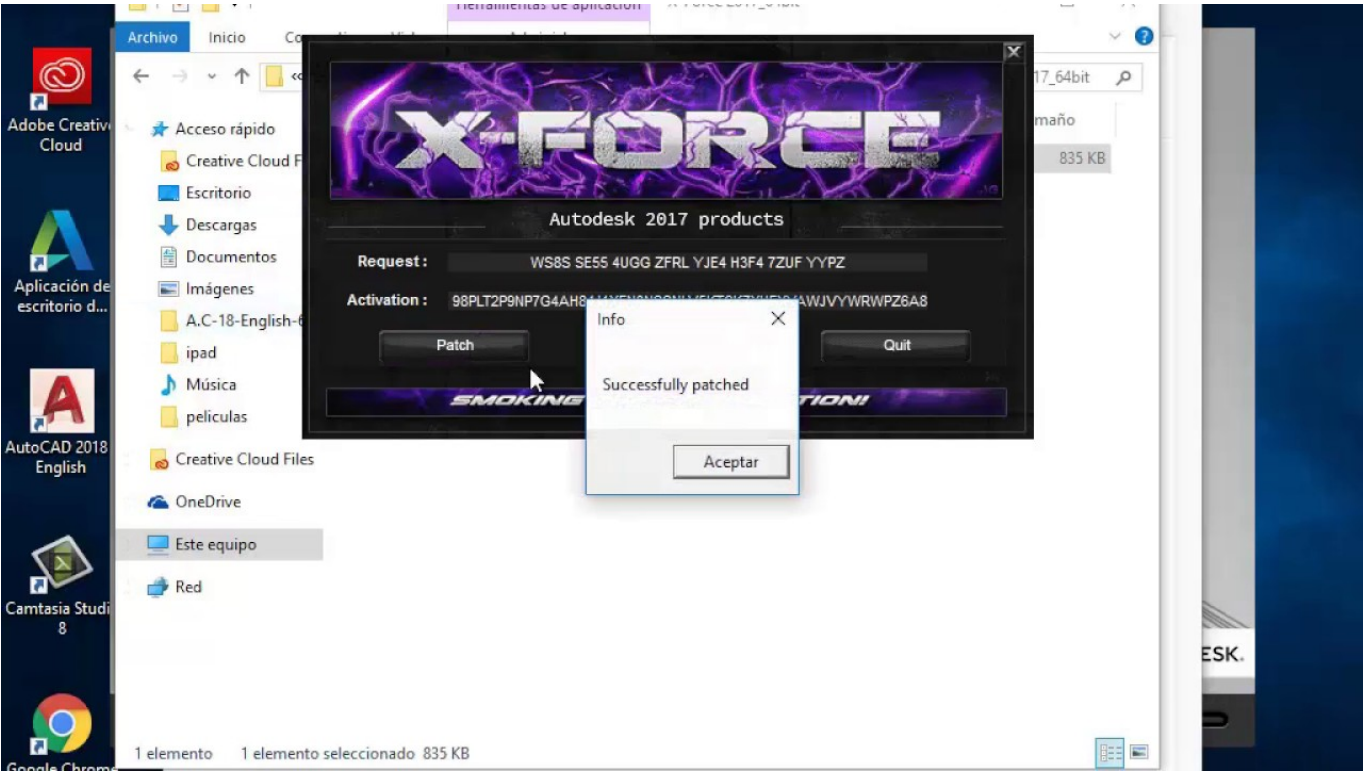 Archivo Inicio
17_64bit
Adobe Creative Cloud
Acceso rápido
maño
Creative Cloud F
835 KB
Escritorio
Descargas
Documentos
Imágenes
A.C-18-English-6
ipad
Música
peliculas
Creative Cloud Files
OneDrive
Este equipo
Red
Aplicación de
escritorio d...
AutoCAD 2018
English
Camtasia Studi
8
Google Chrome
X-FORCE
Autodesk 2017 products
Request : WS8S SE55 4UGG ZFRL YJE4 H3F4 7ZUF YYPZ
Activation :
Patch
Quit
SMOKING
Info
Successfully patched
Aceptar
ESK.
1 elemento 1 elemento seleccionado 835 KB